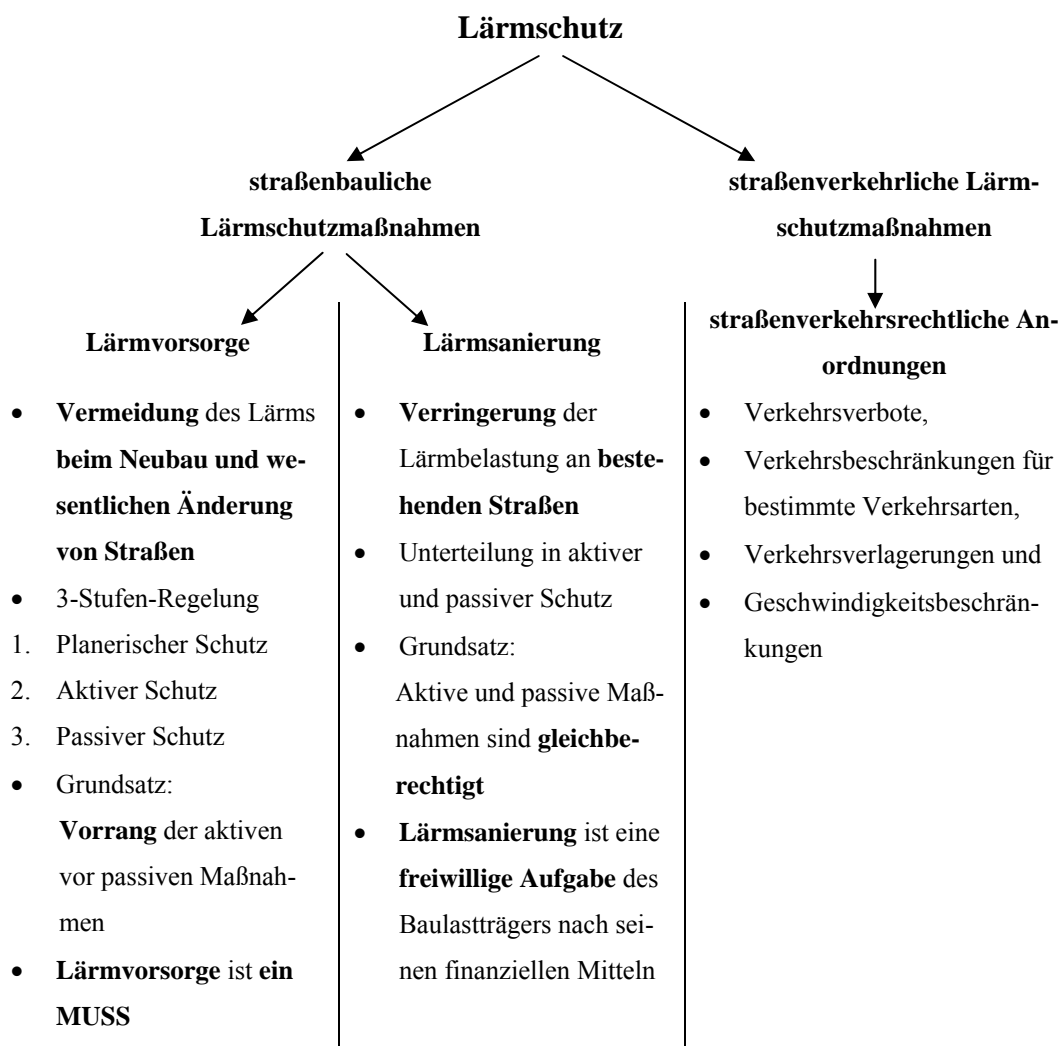 Lärmschutz
straßenbauliche
Lärmschutzmaßnahmen
straßenverkehrliche Lärm-
schutzmaßnahmen
Lärmvorsorge
• Vermeidung des Lärms
beim Neubau und we-
sentlichen Änderung
von Straßen
• 3-Stufen-Regelung
1. Planerischer Schutz
2. Aktiver Schutz
3. Passiver Schutz
• Grundsatz:
Vorrang der aktiven
vor passiven Maßnah-
men
• Lärmvorsorge ist ein
MUSS
Lärmsanierung
• Verringerung der
Lärmbelastung an beste-
henden Straßen
• Unterteilung in aktiver
und passiver Schutz
• Grundsatz:
Aktive und passive Maß-
nahmen sind gleichbe-
rechtigt
• Lärmsanierung ist eine
freiwillige Aufgabe des
Baulastträgers nach sei-
nen finanziellen Mitteln
straßenverkehrsrechtliche An-
ordnungen
• Verkehrsverbote,
• Verkehrsbeschränkungen für
bestimmte Verkehrsarten,
• Verkehrsverlagerungen und
• Geschwindigkeitsbeschrän-
kungen